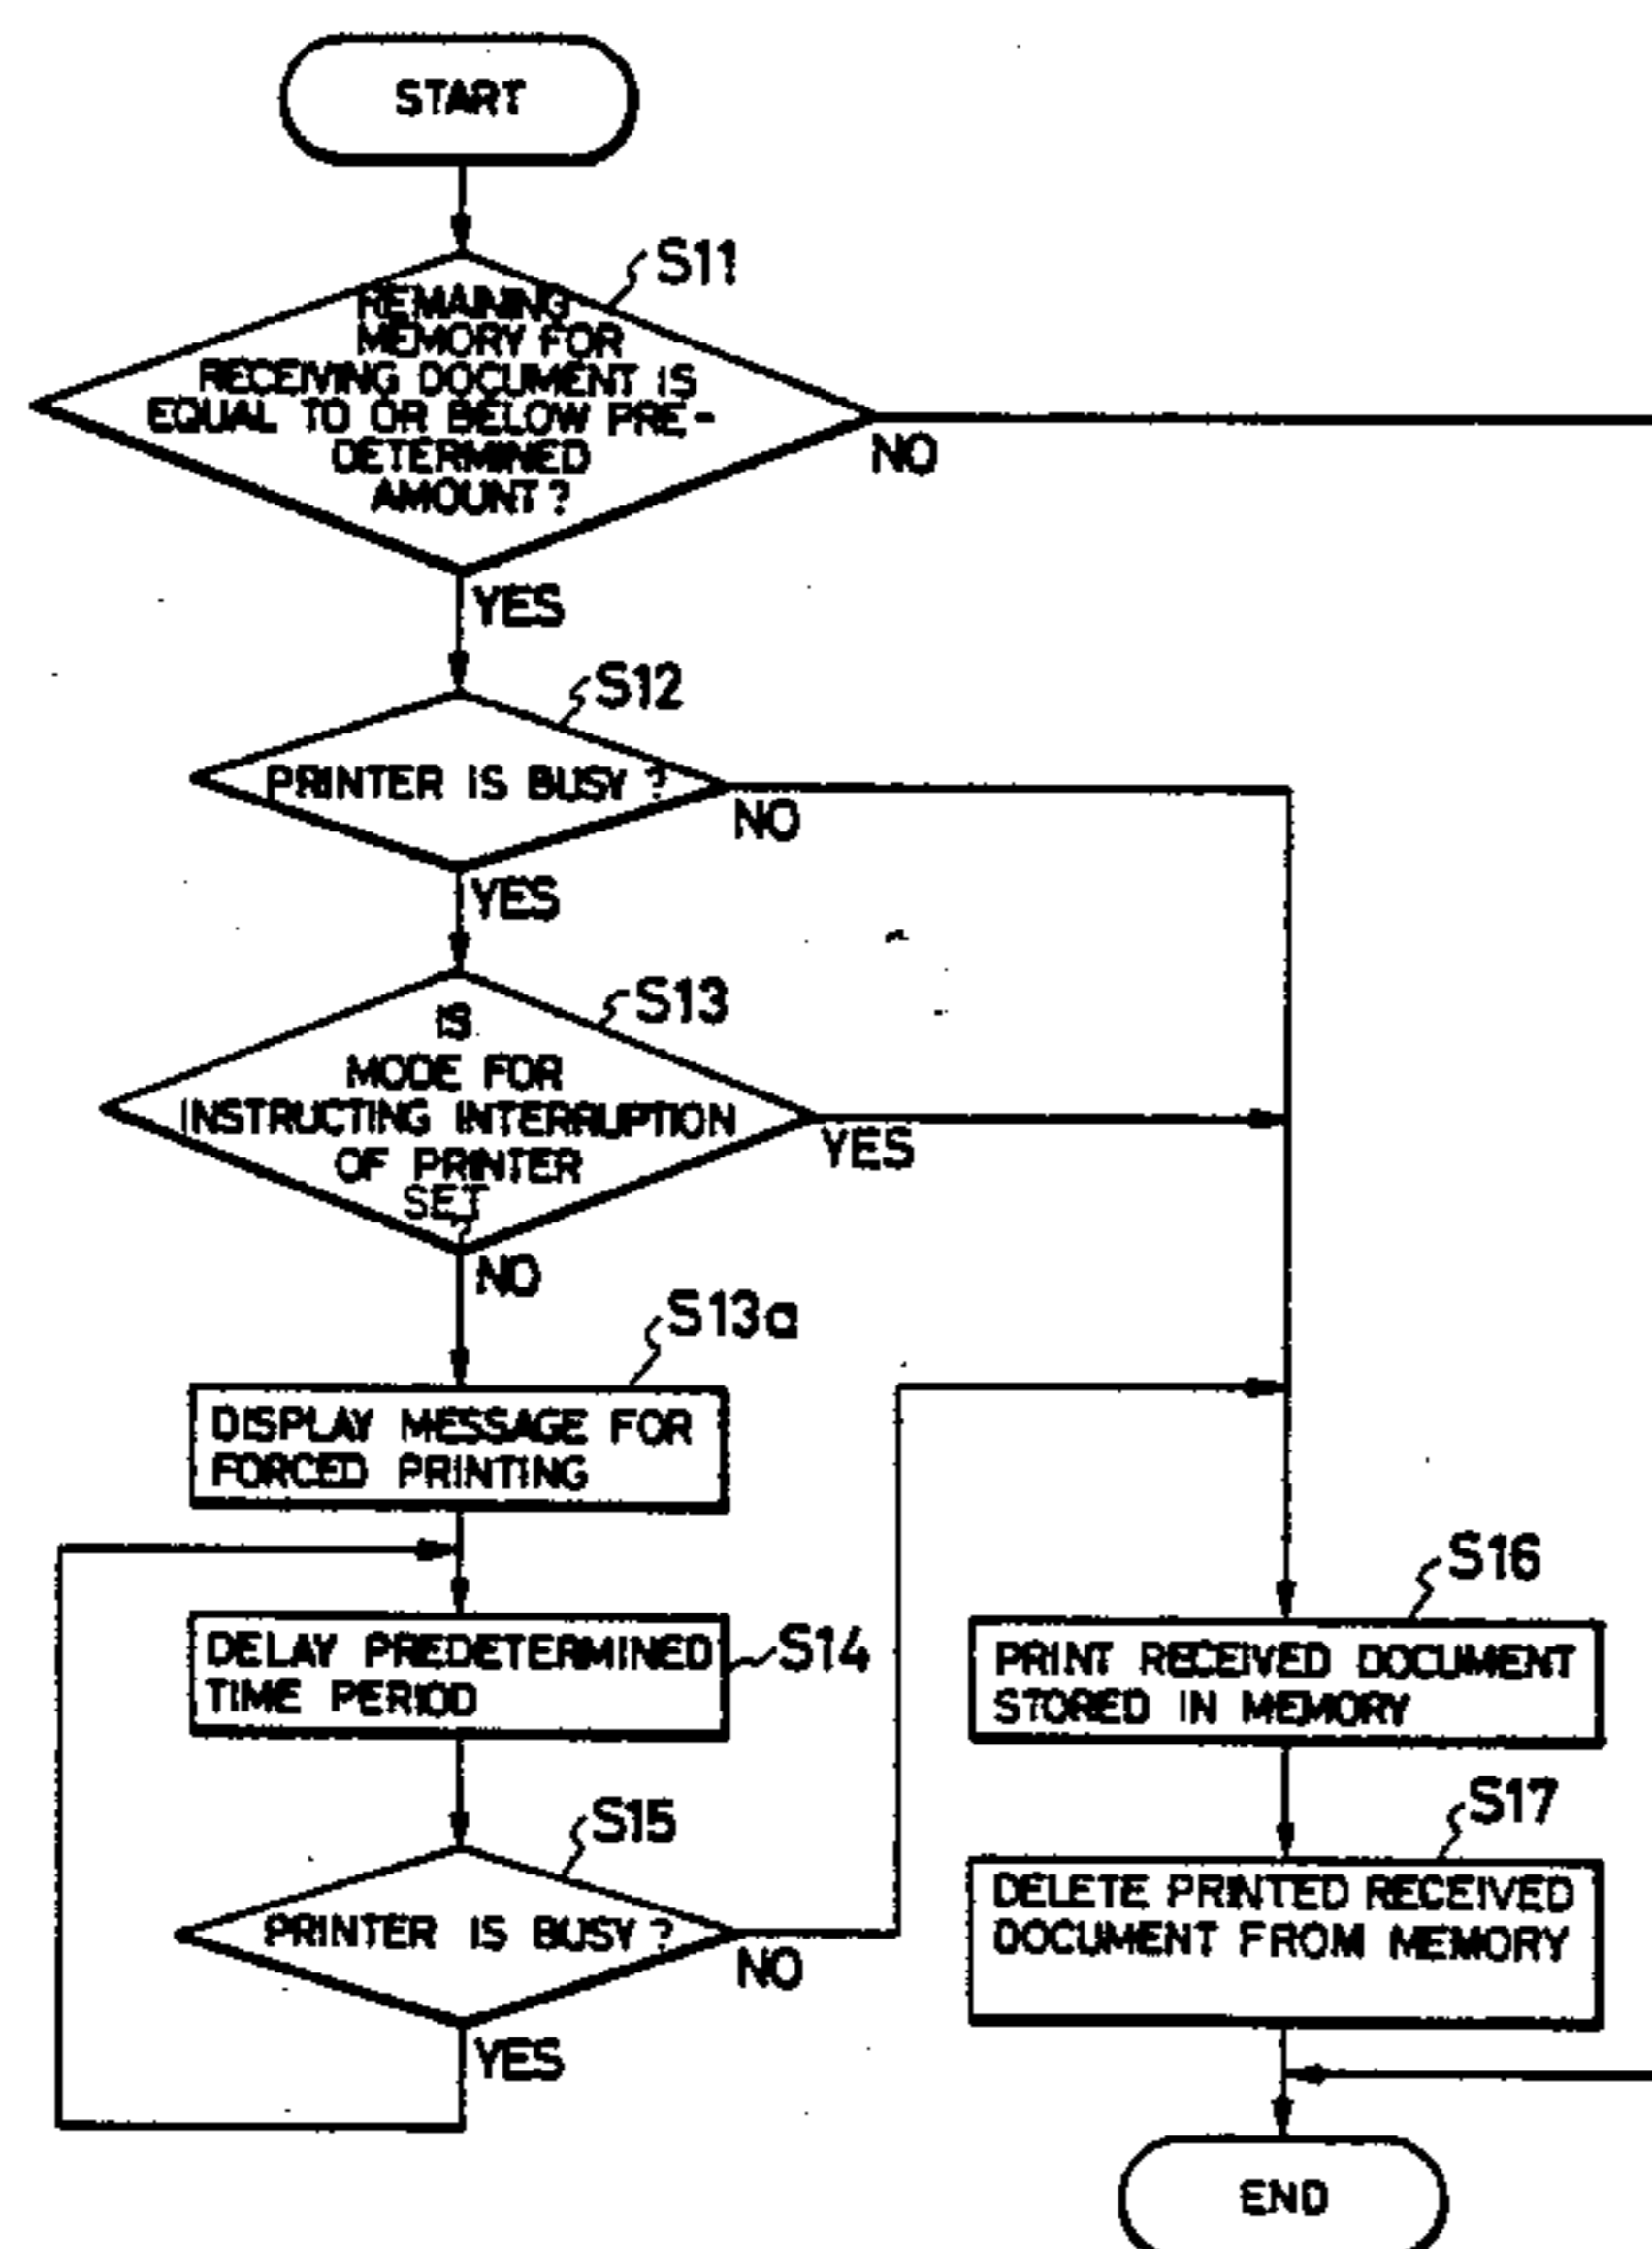 START
S11
REMAINING
MEMORY FOR
RECEIVING DOCUMENT IS
EQUAL TO OR BELOW PRE-
DETERMINED
AMOUNT?
NO
YES
S12
PRINTER IS BUSY?
NO
YES
S13
IS
MODE FOR
INSTRUCTING INTERRUPTION
OF PRINTER
SET
?
YES
NO
S13a
DISPLAY MESSAGE FOR
FORCED PRINTING
S14
DELAY PREDETERMINED
TIME PERIOD
S15
PRINTER IS BUSY?
NO
YES
S16
PRINT RECEIVED DOCUMENT
STORED IN MEMORY
S17
DELETE PRINTED RECEIVED
DOCUMENT FROM MEMORY
END